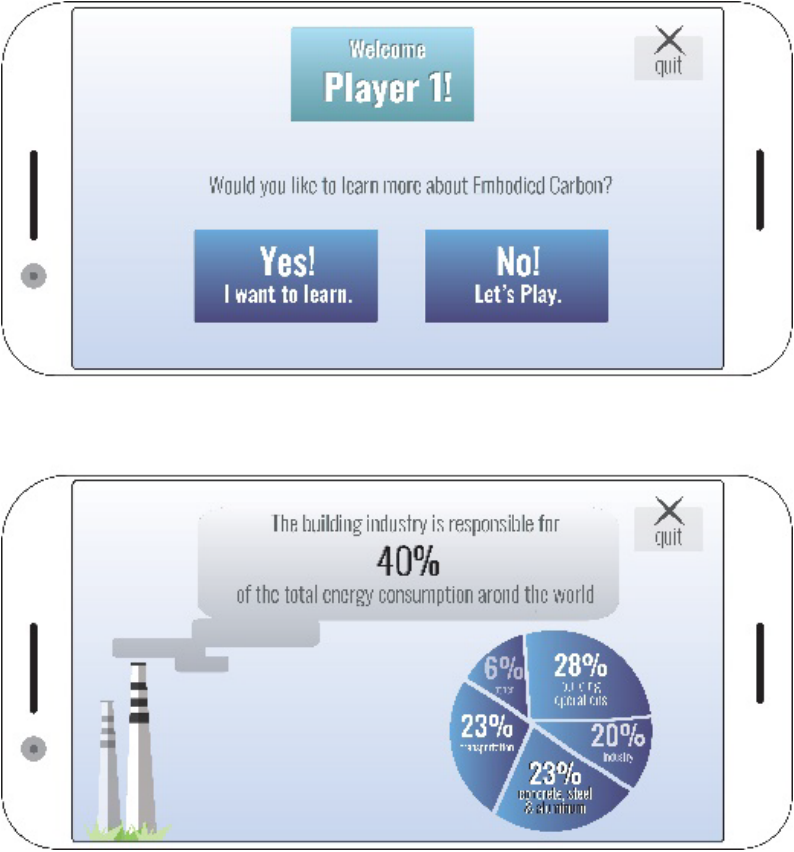 Welcome
Player 1!
quit
Would you like to learn more about Embodied Carbon?
Yes!
I want to learn.
No!
Let's Play.
The building industry is responsible for
40%
of the total energy consumption arond the world
quit
6%
28%
building
operations
23%
transportation
20%
industry
23%
concrete, steel
& aluminum